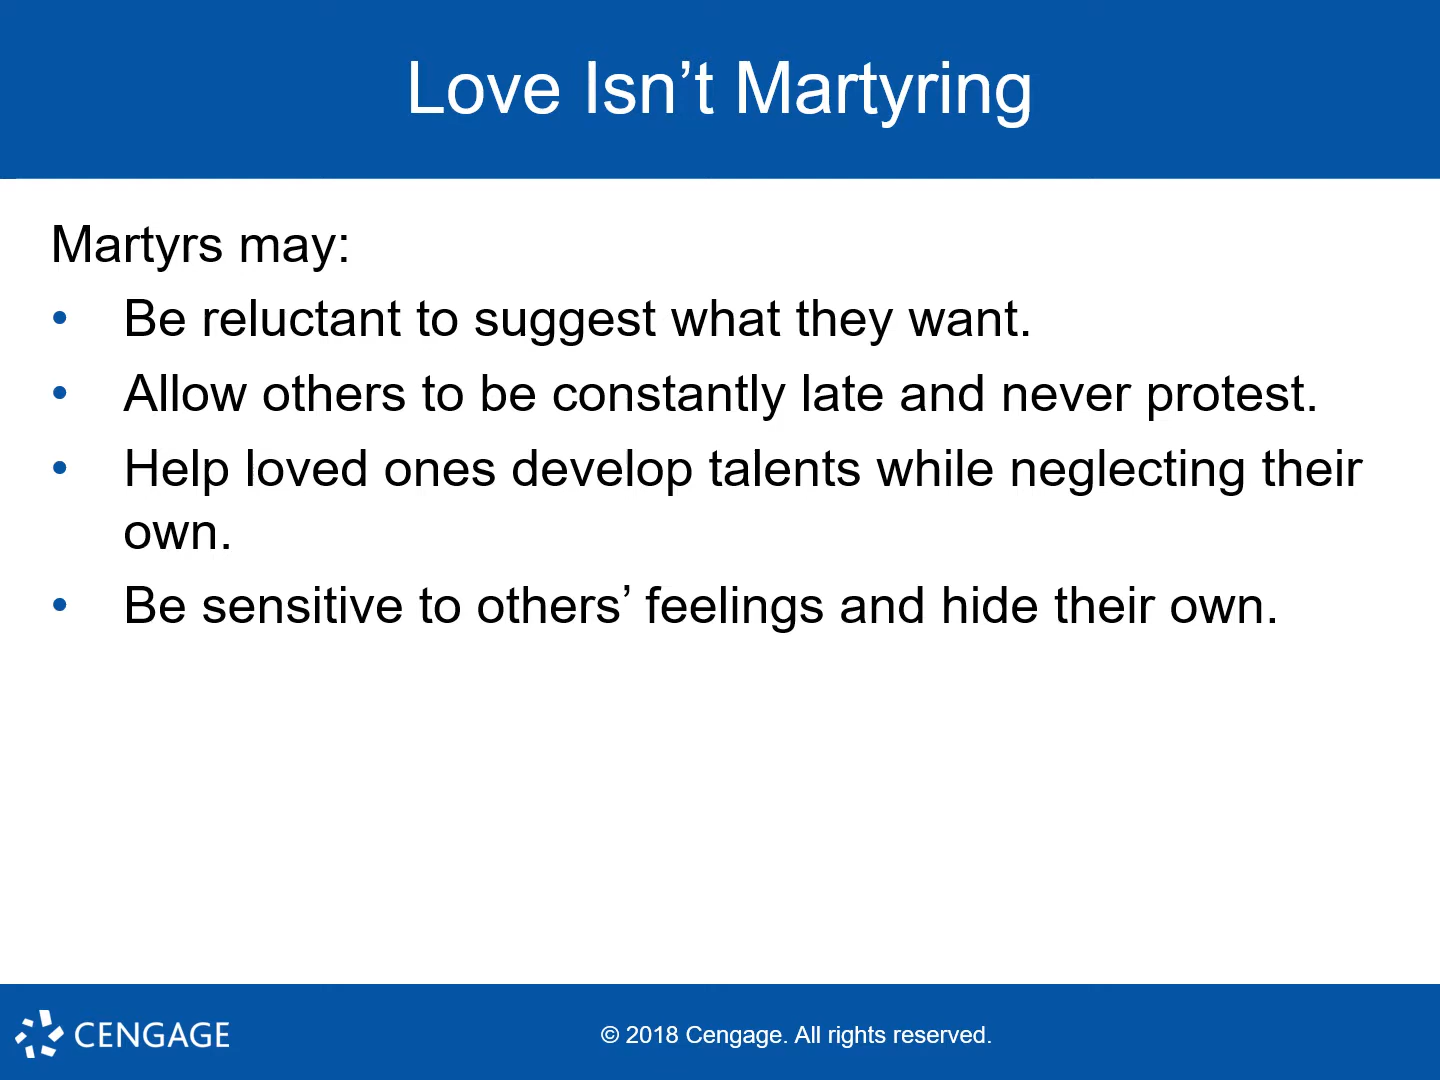 Love Isn’t Martyring
Martyrs may:
• Be reluctant to suggest what they want.
• Allow others to be constantly late and never protest.
• Help loved ones develop talents while neglecting their
own.
• Be sensitive to others’ feelings and hide their own.
CENGAGE
© 2018 Cengage. All rights reserved.